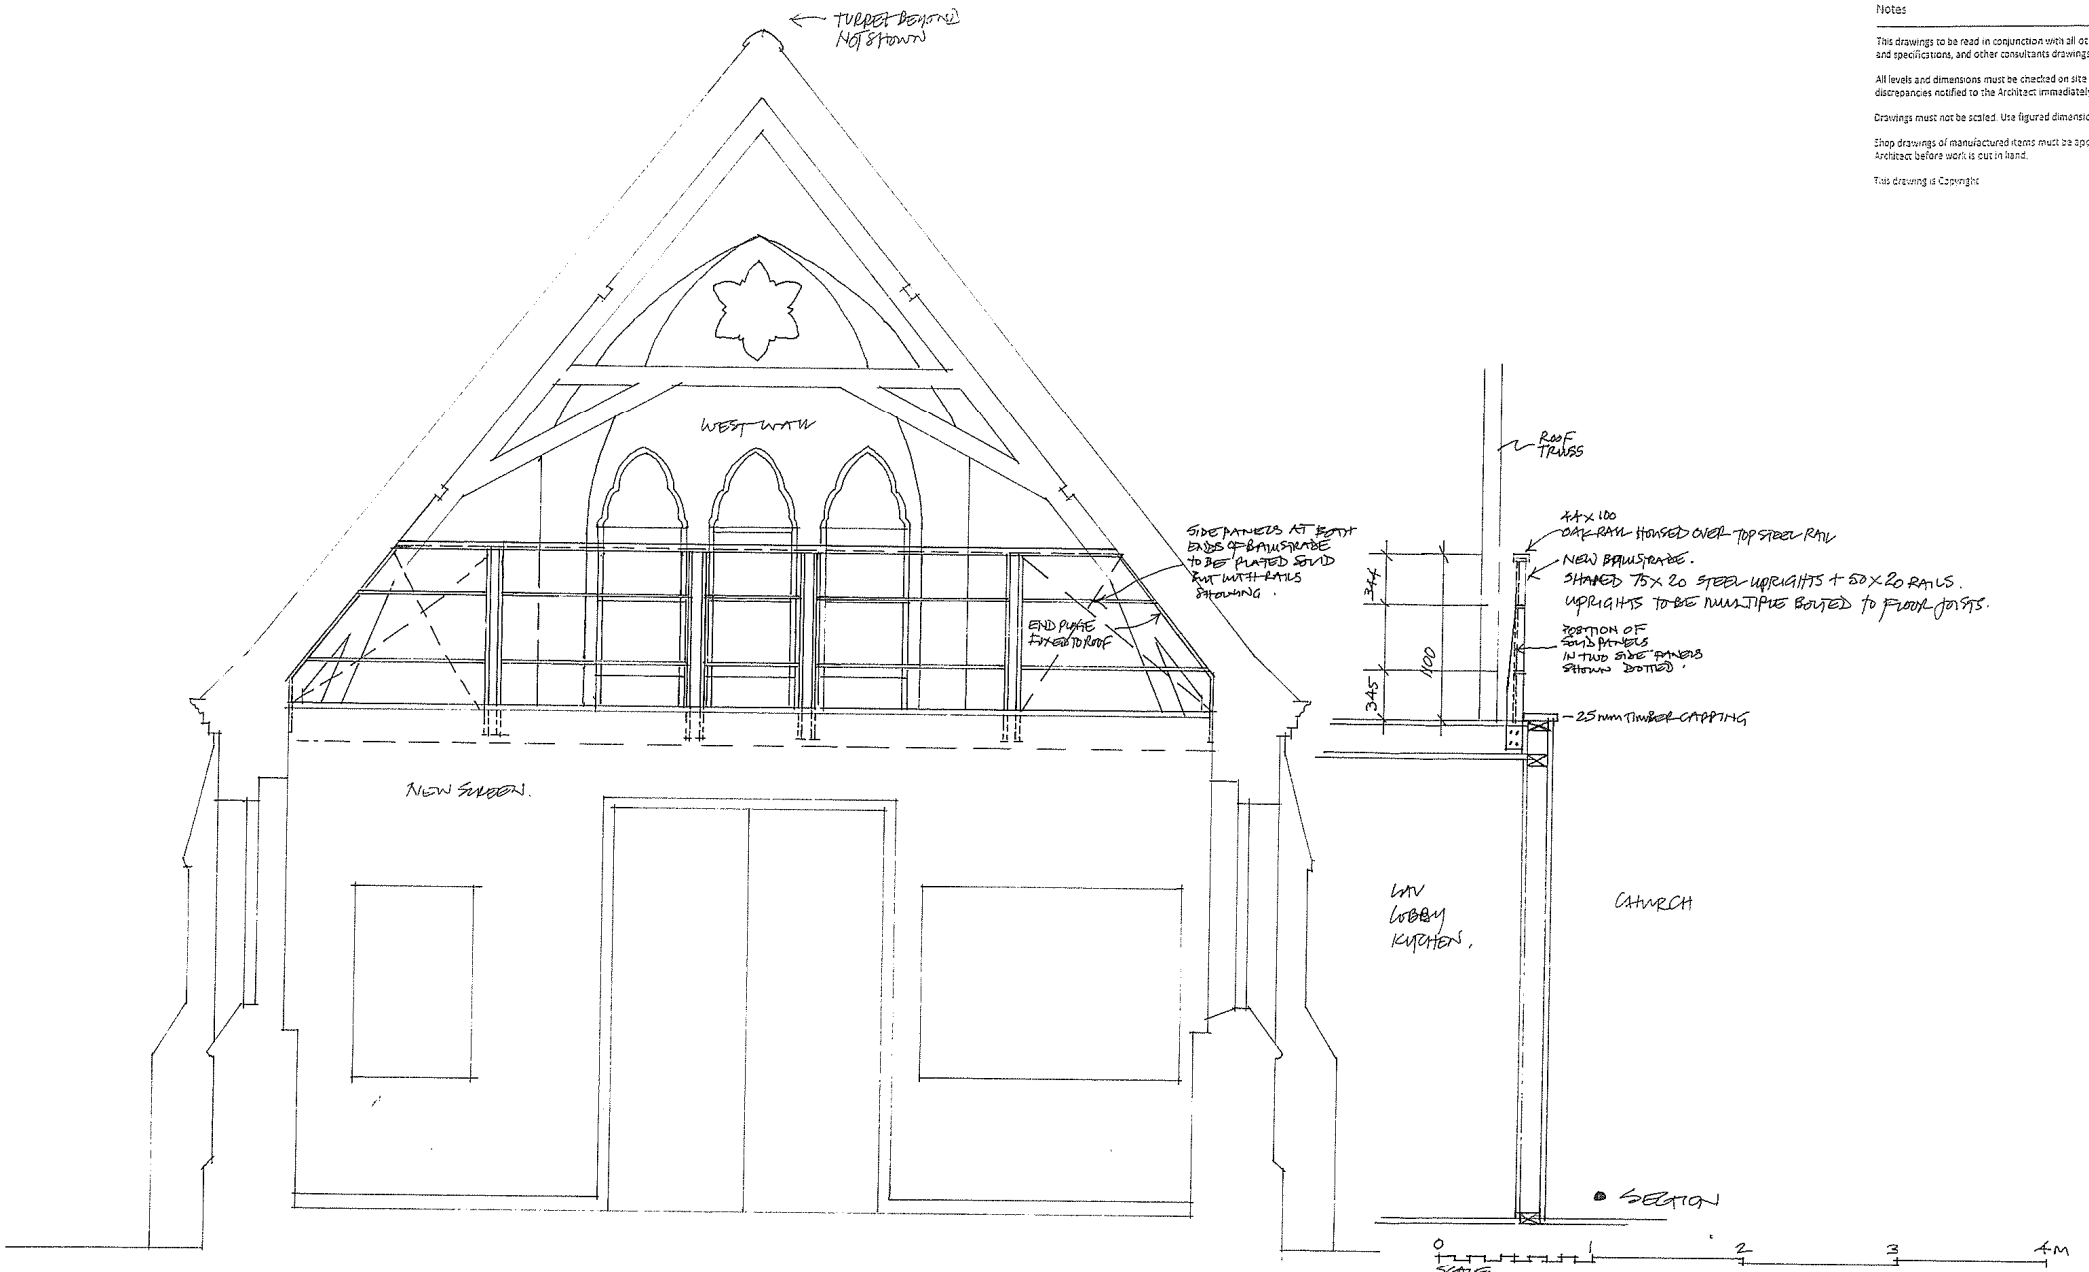 TURRET BEYOND
NOT SHOWN
Notes
This drawings to be read in conjunction with all ot
and specifications, and other consultants drawings
All levels and dimensions must be checked on site
discrepancies notified to the Architect immediately
Drawings must not be scaled. Use figured dimensio
Shop drawings of manufactured items must be app
Architect before work is put in hand.
This drawing is Copyright
WEST WALL
SIDE PANELS AT BOTH
ENDS OF BALUSTRADE
TO BE PLATED SOLID
BUT WITH RAILS
SHOWING.
END PLATE
FIXED TO ROOF
ROOF
TRUSS
44 x 100
OAK RAIL HOUSED OVER TOP STEEL RAIL
NEW BALUSTRADE.
SHAPED 75 x 20 STEEL UPRIGHTS + 50 x 20 RAILS.
UPRIGHTS TO BE MULTIPLE BOLTED TO FLOOR JOISTS.
POSITION OF
SOLID PANELS
IN TWO SIDE PANELS
SHOWN DOTTED.
344
1100
345
- 25mm TIMBER CAPPING
NEW SCREEN.
LAV
LOBBY
KITCHEN.
CHURCH
SECTION
0 1 2 3 4M
SCALE